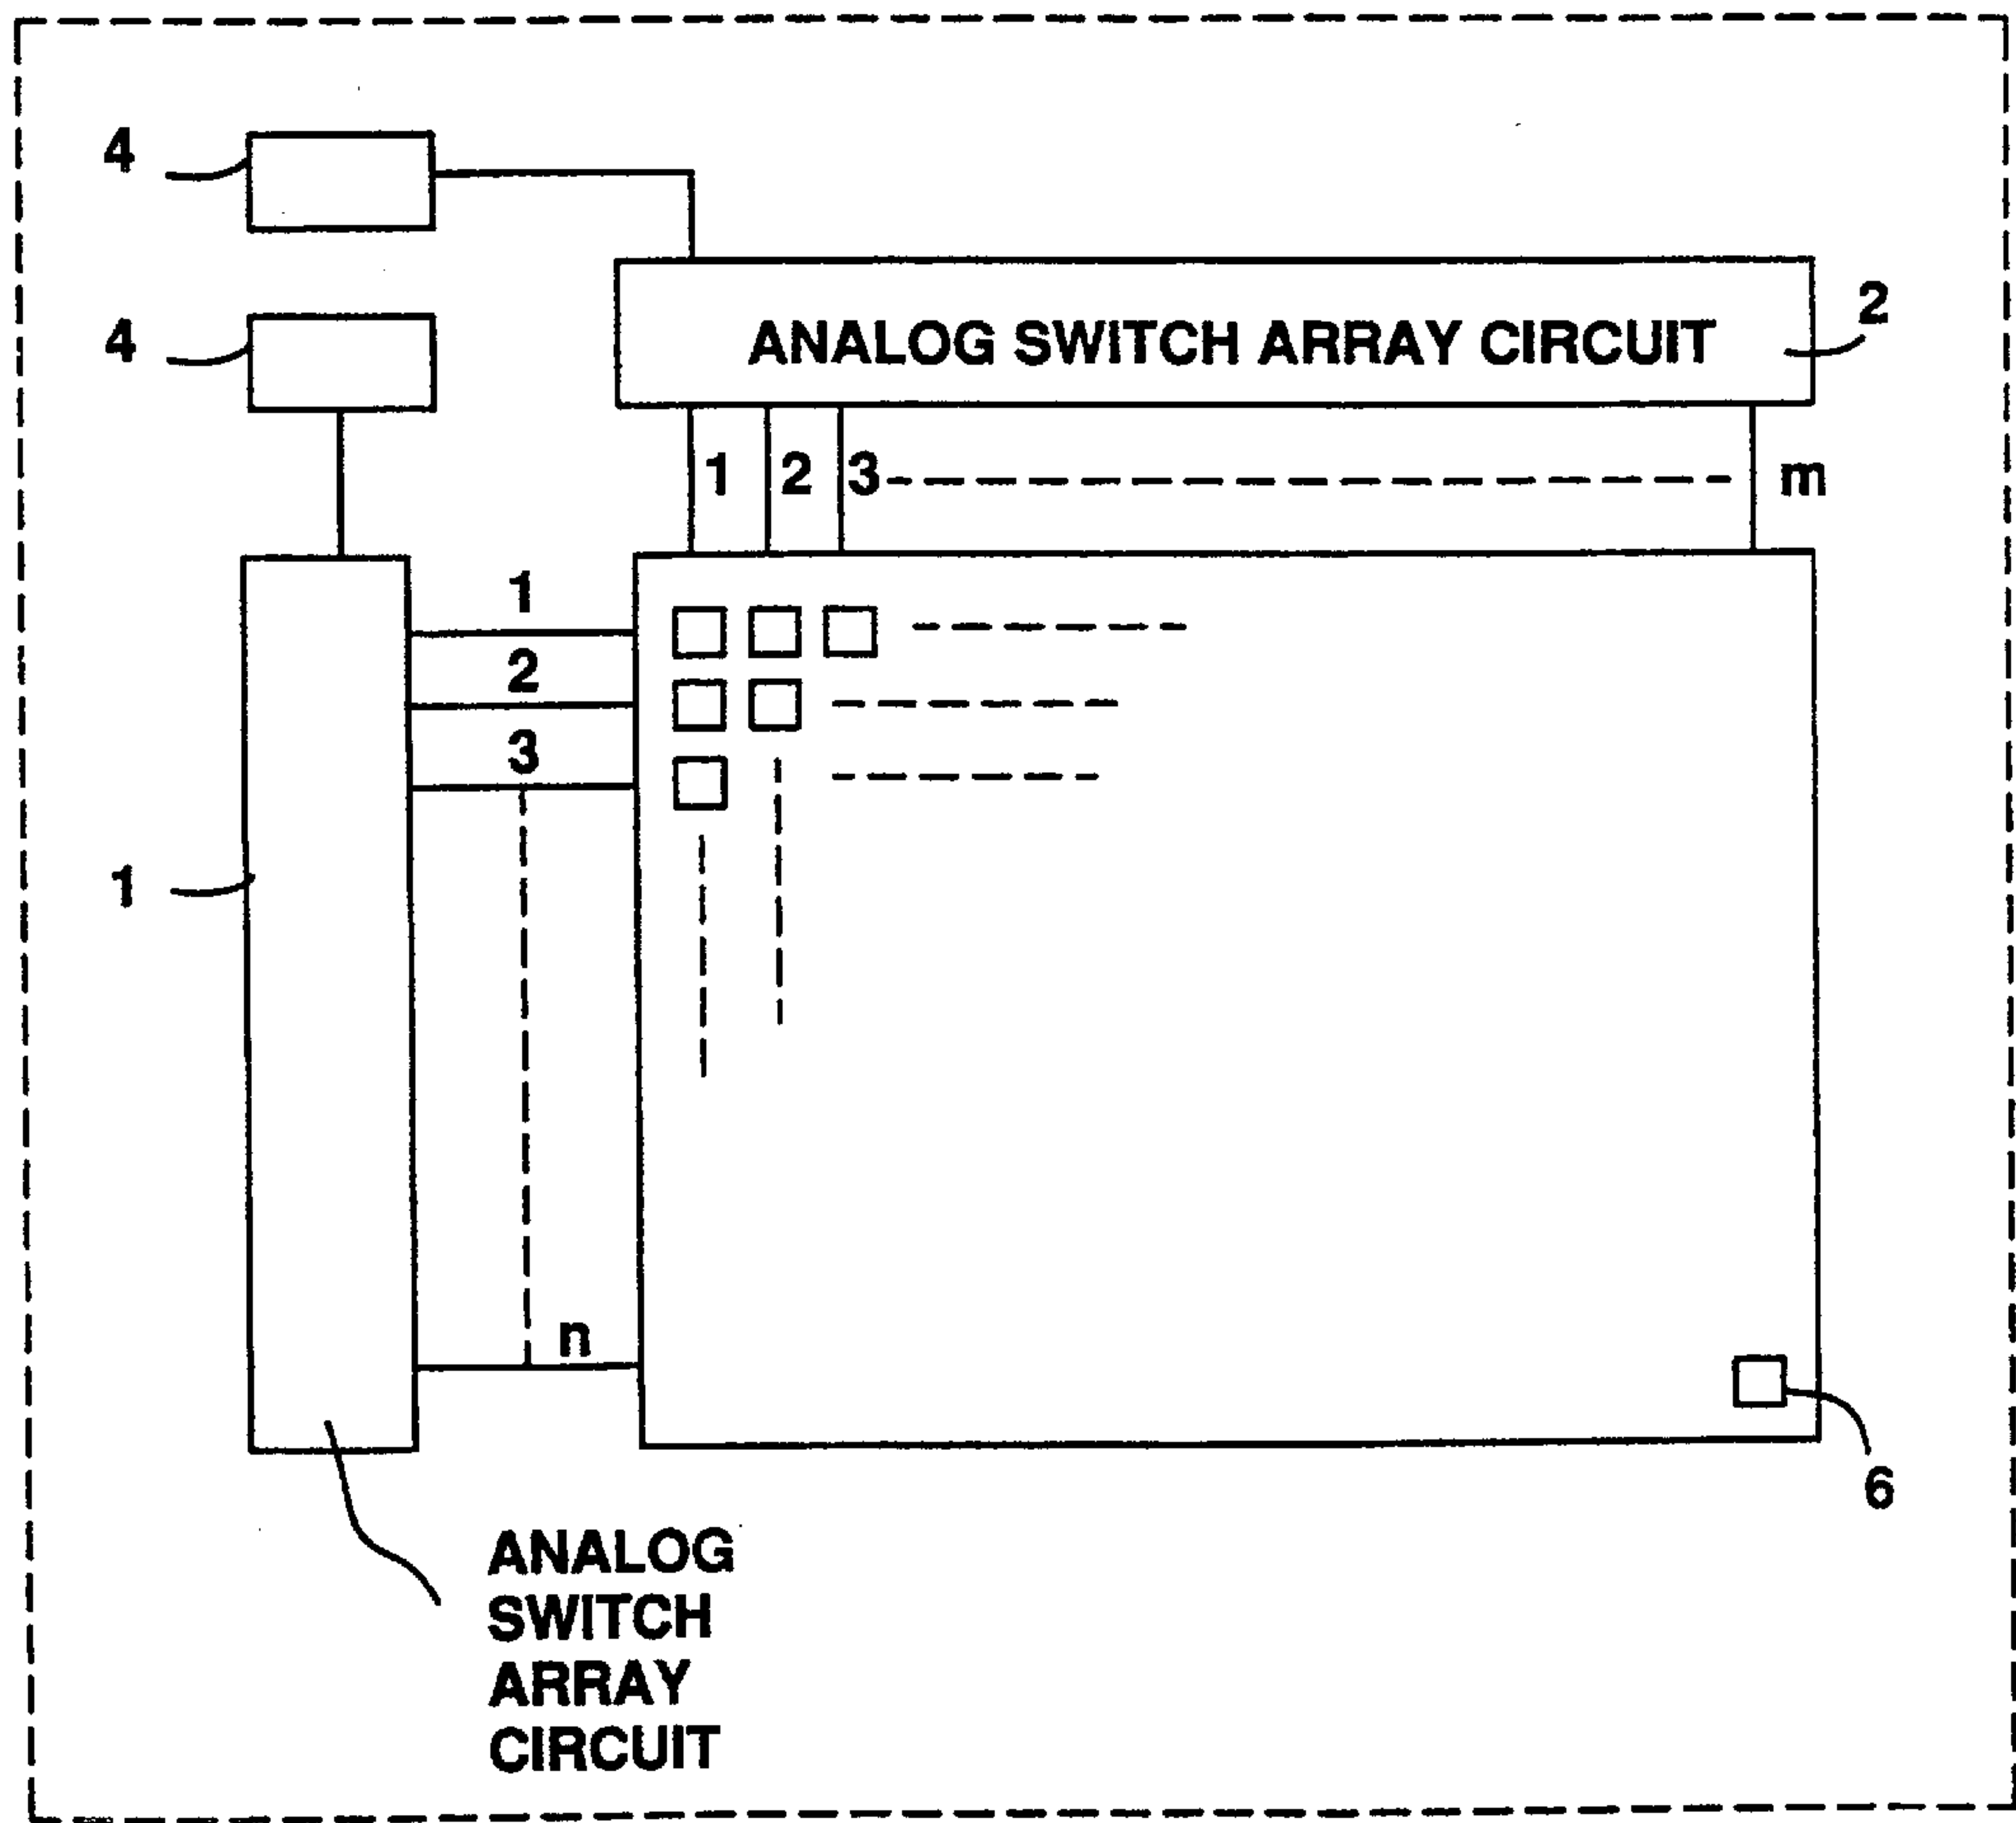 4
4
ANALOG SWITCH ARRAY CIRCUIT
2
1 2 3 m
1
2
3
1
n
6
ANALOG
SWITCH
ARRAY
CIRCUIT